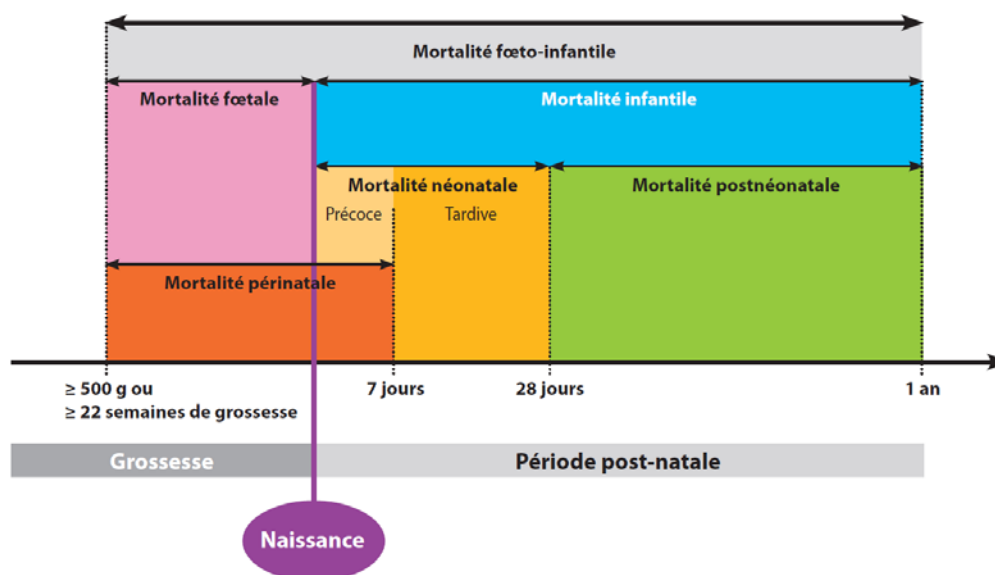 Mortalité fœto-infantile
Mortalité fœtale
Mortalité infantile
Mortalité néonatale
Mortalité postnéonatale
Précoce
Tardive
Mortalité périnatale
≥ 500 g ou
≥ 22 semaines de grossesse
7 jours
28 jours
1 an
Grossesse
Période post-natale
Naissance